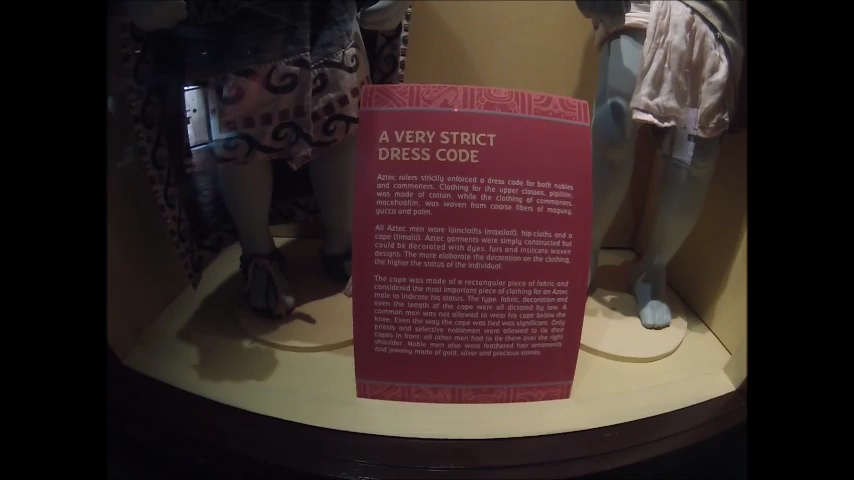 A VERY STRICT
DRESS CODE
Aztec rulers strictly enforced a dress code for both nobles
and commoners. Clothing for the upper classes, pipiltin,
was made of cotton, while the clothing of commoners,
macehualtin, was woven from coarse fibers of maguey,
yucca and palm.
All Aztec men wore loincloths (maxtlatl), hip-cloths and a
cape (tilmatli). Aztec garments were simply constructed but
could be decorated with dyes, furs and intricate woven
designs. The more elaborate the decoration on the clothing,
the higher the status of the individual.
The cape was made of a rectangular piece of fabric and
considered the most important piece of clothing for an Aztec
male to indicate his status. The type, fabric, decoration and
even the length of the cape were all dictated by law. A
common man was not allowed to wear his cape below the
knee. Even the way the cape was tied was significant. Only
priests and selective noblemen were allowed to tie their
capes in front; all other men had to tie them over the right
shoulder. Noble men also wore feathered hair ornaments
and jewelry made of gold, silver and precious stones.